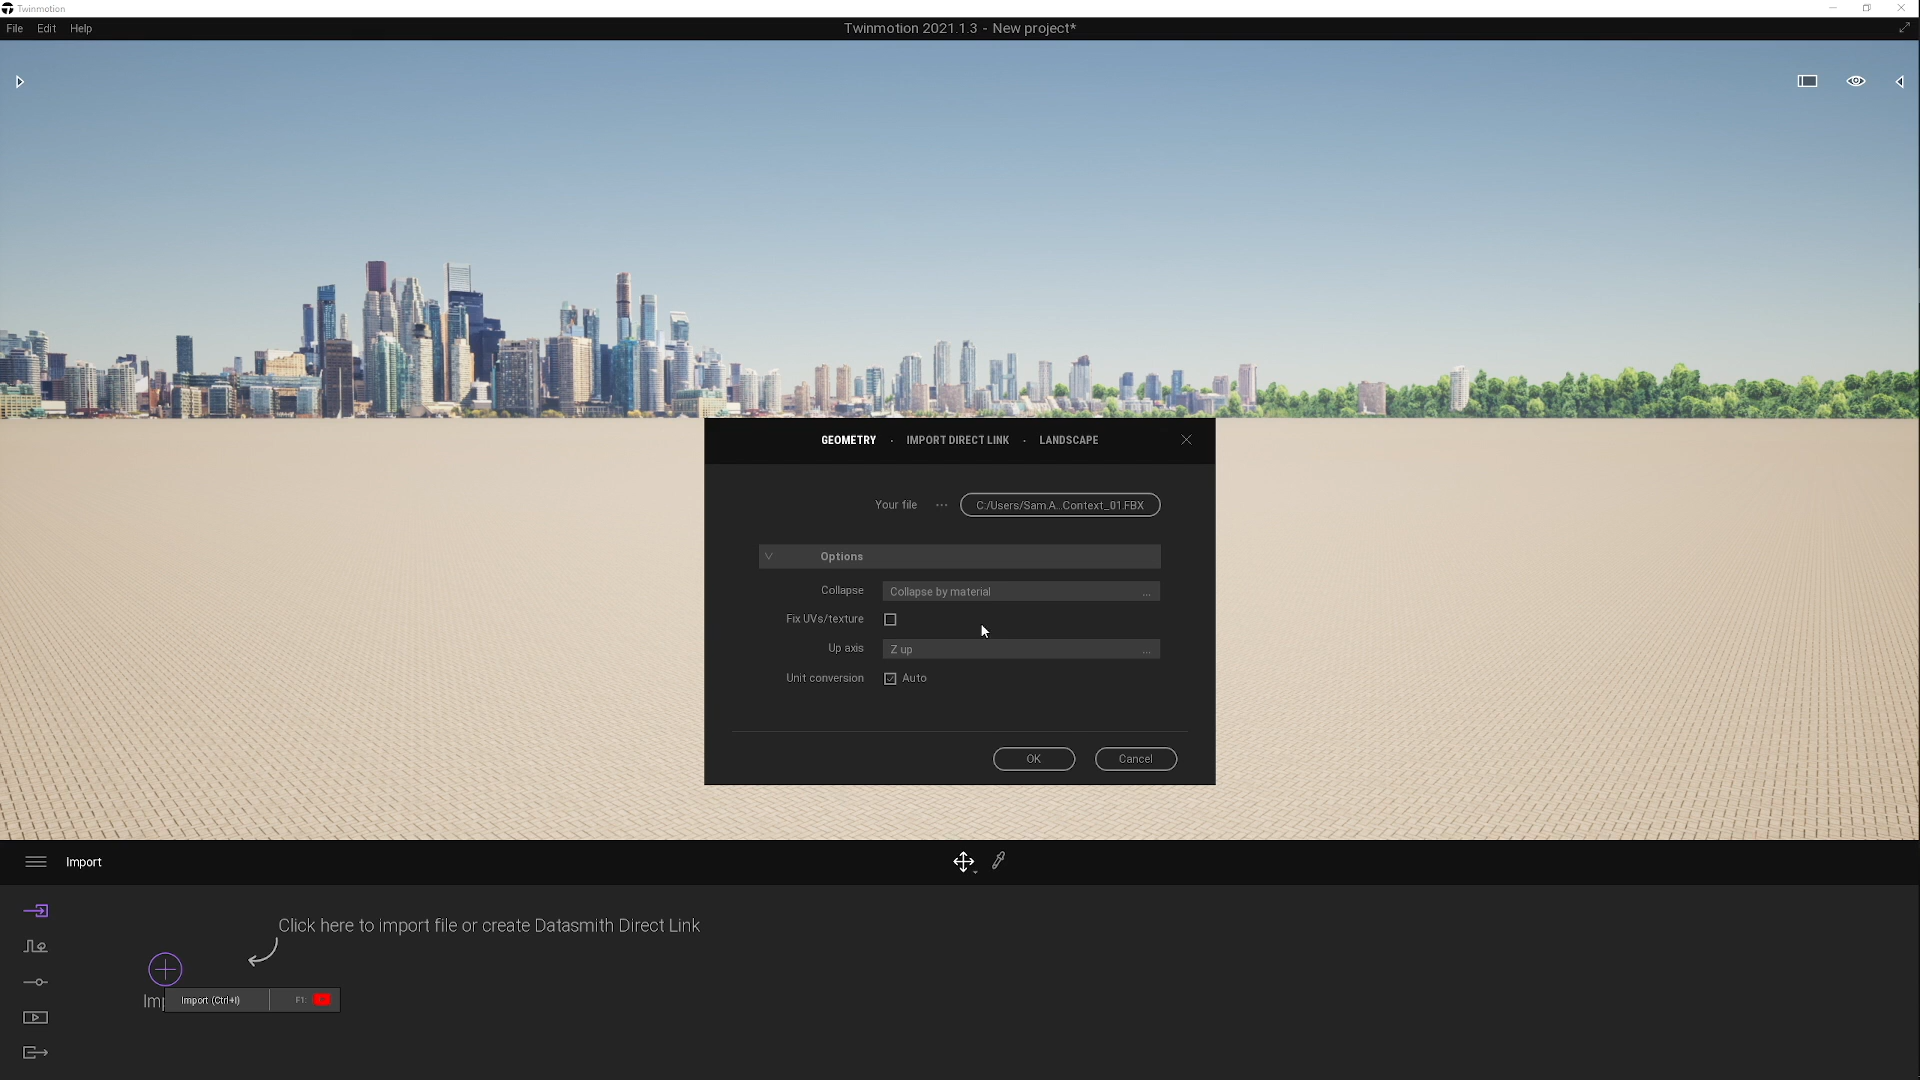 Twinmotion
File Edit Help
Twinmotion 2021.1.3 - New project*
GEOMETRY · IMPORT DIRECT LINK · LANDSCAPE
Your file ... C:/Users/Sam.A...Context_01.FBX
Options
Collapse Collapse by material ...
Fix UVs/texture
Up axis Z up ...
Unit conversion Auto
OK Cancel
Import
Click here to import file or create Datasmith Direct Link
Imp
Import (Ctrl+I) F1: